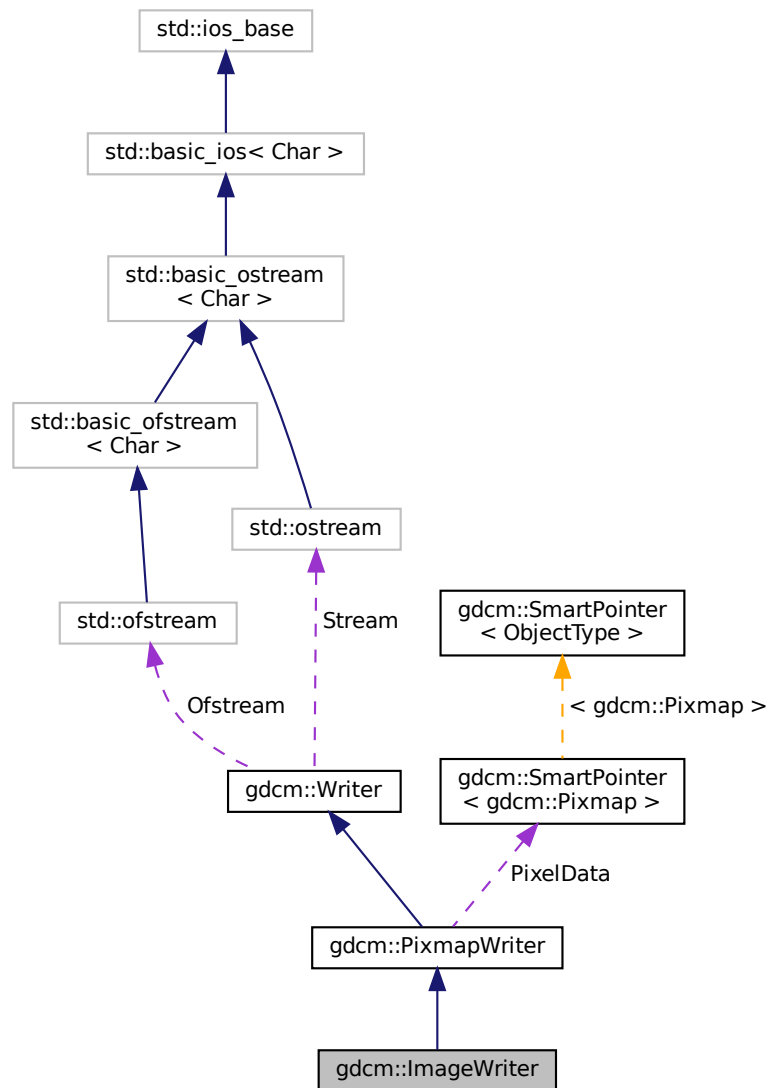 std::ios_base
std::basic_ios< Char >
std::basic_ostream
< Char >
std::basic_ofstream
< Char >
std::ostream
std::ofstream
gdcm::SmartPointer
< ObjectType >
Stream
Ofstream
< gdcm::Pixmap >
gdcm::Writer
gdcm::SmartPointer
< gdcm::Pixmap >
PixelData
gdcm::PixmapWriter
gdcm::ImageWriter